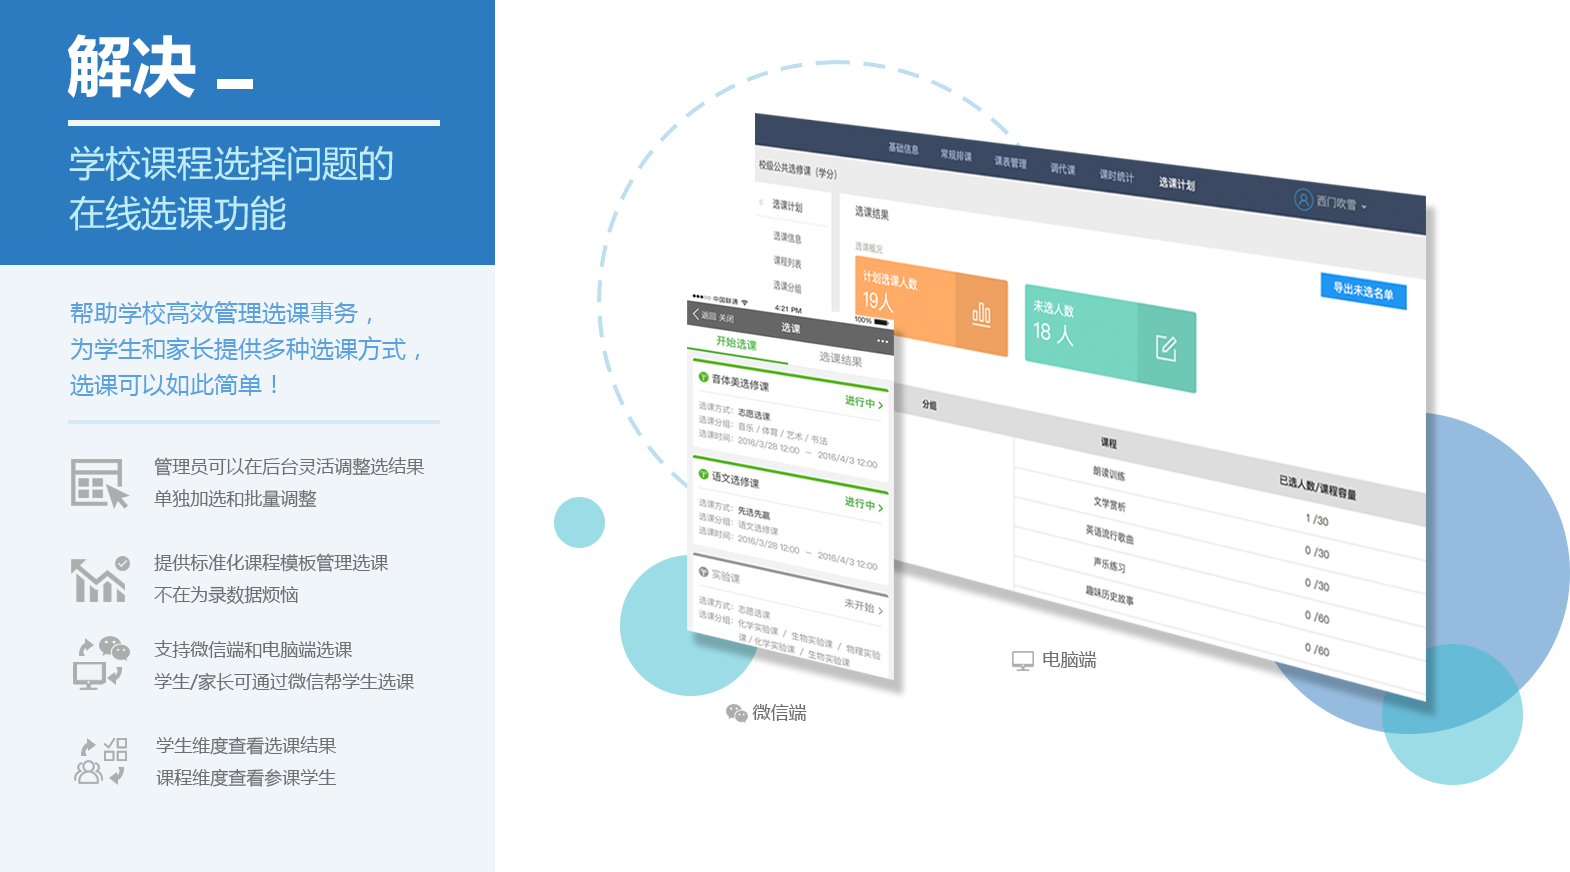 解决
学校课程选择问题的
在线选课功能
帮助学校高效管理选课事务，
为学生和家长提供多种选课方式，
选课可以如此简单！
管理员可以在后台灵活调整选结果
单独加选和批量调整
提供标准化课程模板管理选课
不在为录数据烦恼
支持微信端和电脑端选课
学生/家长可通过微信帮学生选课
学生维度查看选课结果
课程维度查看参课学生
基础信息 常规排课 课表管理 调代课 课时统计 选课计划 西门吹雪
校级公共选修课（学分）
选课计划
选课信息
课程列表
选课分组
选课结果
选课概况
计划选课人数
19人
未选人数
18 人
导出未选名单
分组 课程 已选人数/课程容量
朗读训练 1 /30
文学赏析 0 /30
英语流行歌曲 0 /30
声乐练习 0 /60
趣味历史故事 0 /60
中国联通 4:21 PM 100%
返回 关闭 选课
开始选课 选课结果
音体美选修课 进行中
选课方式： 志愿选课
选课分组： 音乐 / 体育 / 艺术 / 书法
选课时间： 2016/3/28 12:00 — 2016/4/3 12:00
语文选修课 进行中
选课方式： 先选先赢
选课分组： 语文选修课
选课时间： 2016/3/28 12:00 — 2016/4/3 12:00
实验课 未开始
选课方式： 志愿选课
选课分组： 化学实验课 / 生物实验课 / 物理实验
课 / 化学实验课 / 生物实验课
微信端
电脑端